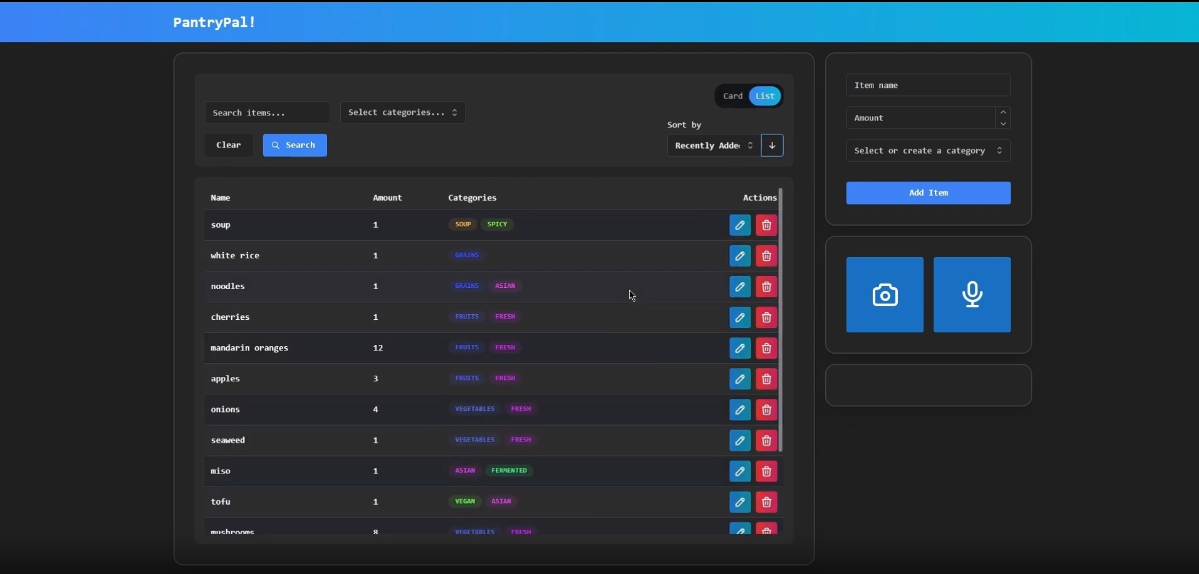 PantryPal!
Search items...
Select categories...
Card List
Clear
Search
Sort by
Recently Adde
Name Amount Categories Actions
soup 1 SOUP SPICY
white rice 1 GRAINS
noodles 1 GRAINS ASIAN
cherries 1 FRUITS FRESH
mandarin oranges 12 FRUITS FRESH
apples 3 FRUITS FRESH
onions 4 VEGETABLES FRESH
seaweed 1 VEGETABLES FRESH
miso 1 ASIAN FERMENTED
tofu 1 VEGAN ASIAN
mushrooms 8 VEGETABLES FRESH
Item name
Amount
Select or create a category
Add Item